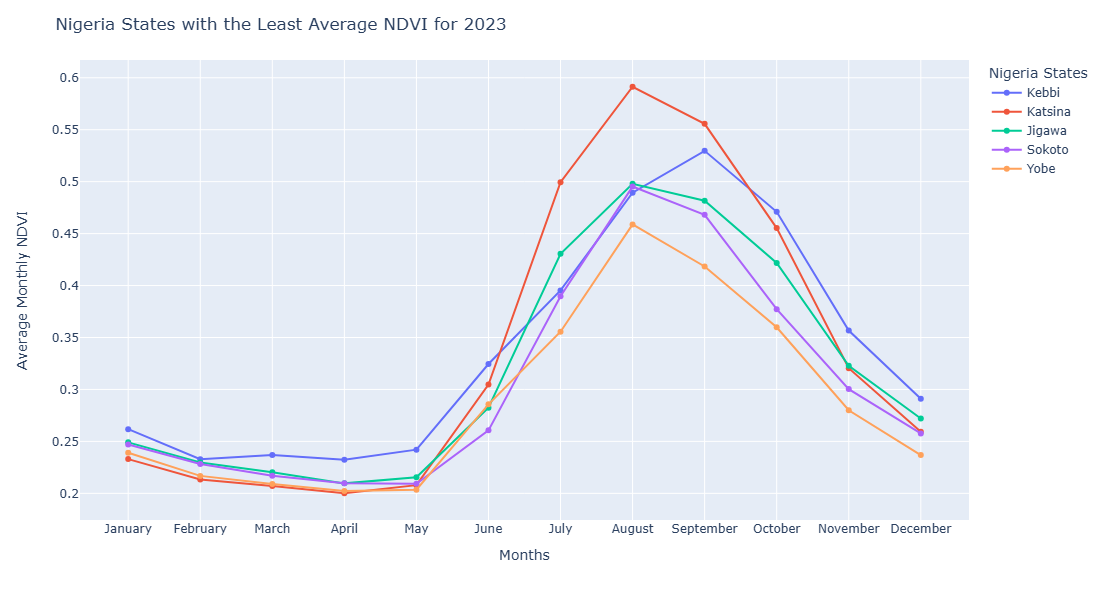 Nigeria States with the Least Average NDVI for 2023
Nigeria States
Kebbi
Katsina
Jigawa
Sokoto
Yobe
Average Monthly NDVI
0.6
0.55
0.5
0.45
0.4
0.35
0.3
0.25
0.2
January February March April May June July August September October November December
Months